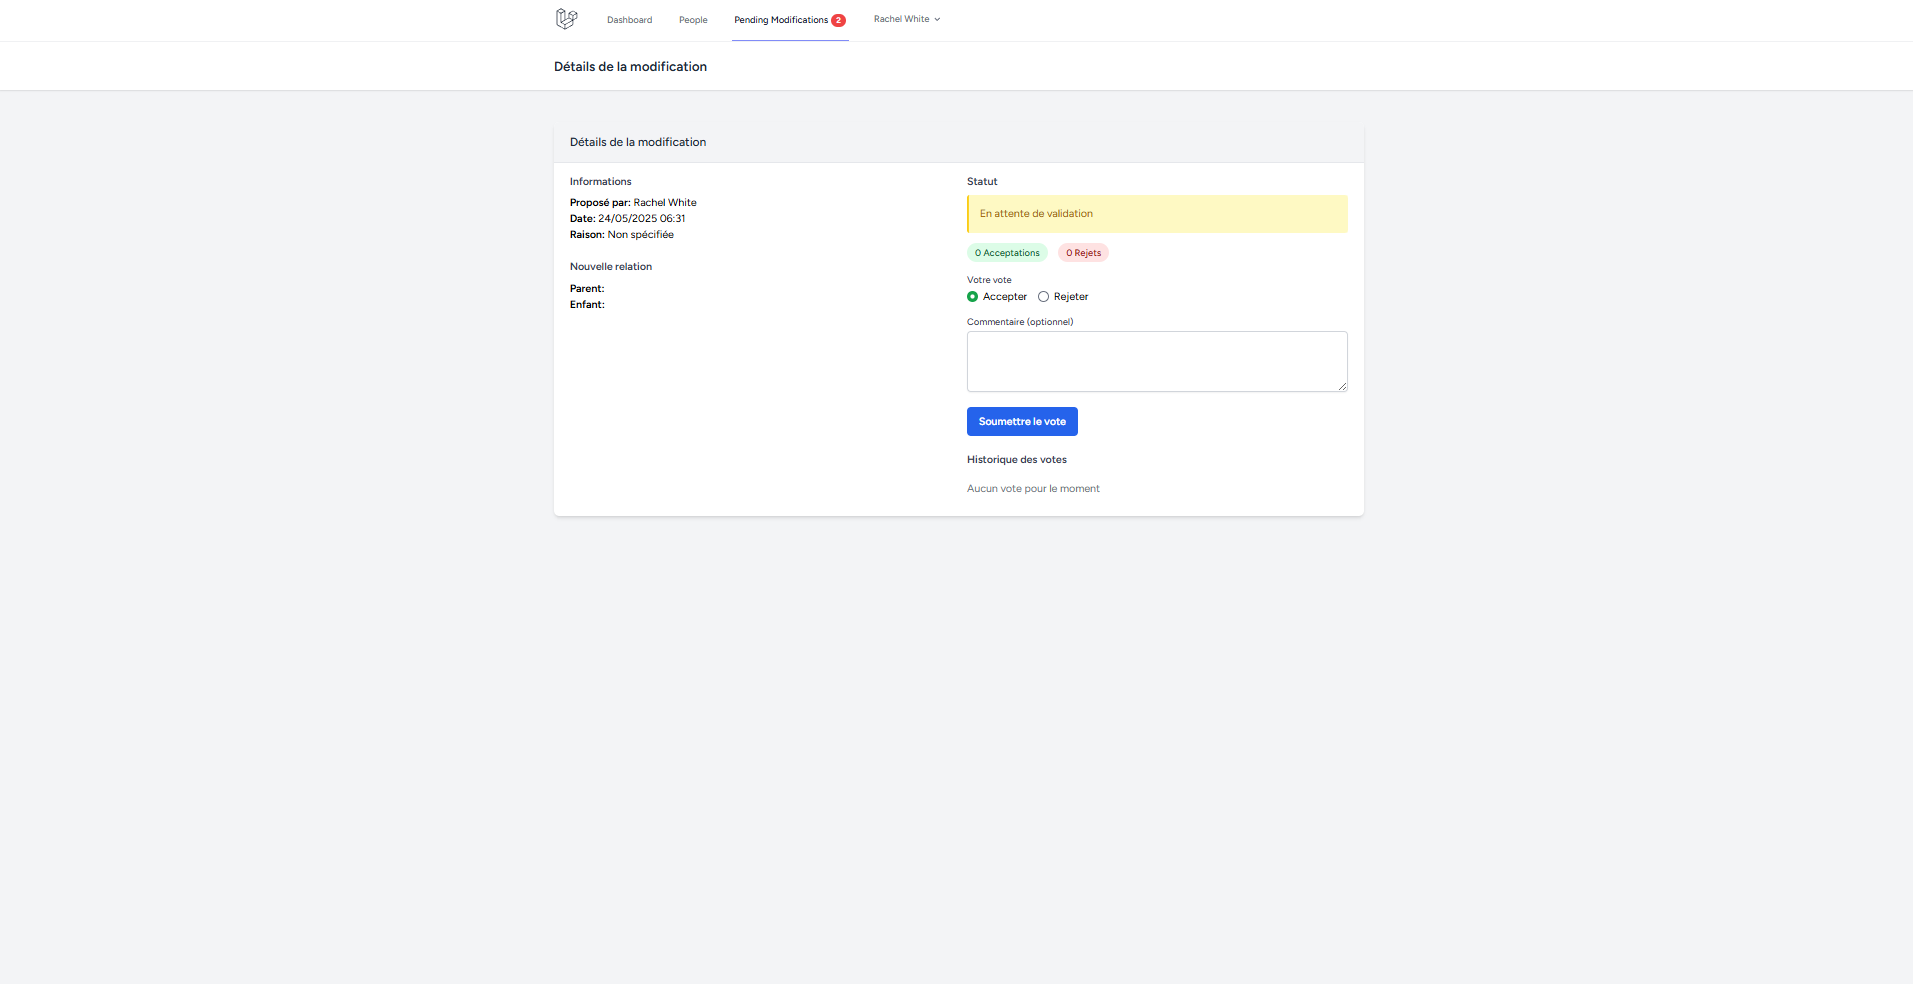 Dashboard People Pending Modifications 2 Rachel White
Détails de la modification
Détails de la modification
Informations
Proposé par: Rachel White
Date: 24/05/2025 06:31
Raison: Non spécifiée
Nouvelle relation
Parent:
Enfant:
Statut
En attente de validation
0 Acceptations 0 Rejets
Votre vote
Accepter Rejeter
Commentaire (optionnel)
Soumettre le vote
Historique des votes
Aucun vote pour le moment